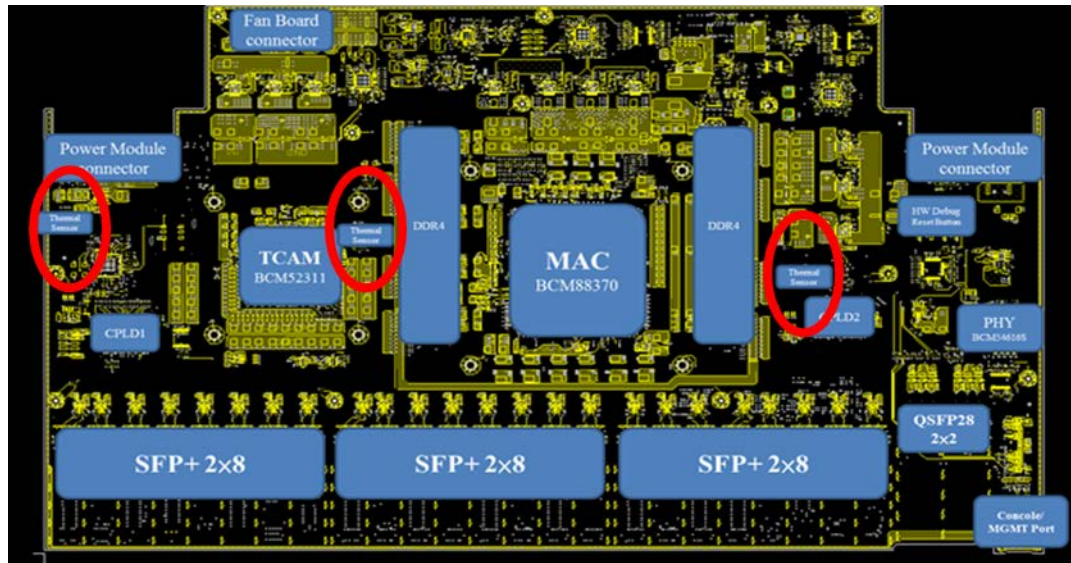 Fan Board
connector
Power Module
connector
Power Module
connector
Thermal
Sensor
Thermal
Sensor
DDR4
DDR4
HW Debug
Reset Button
TCAM
BCM52311
MAC
BCM88370
Thermal
Sensor
CPLD1
CPLD2
PHY
BCM54616S
QSFP28
2×2
SFP+ 2×8
SFP+ 2×8
SFP+ 2×8
Concole/
MGMT Port